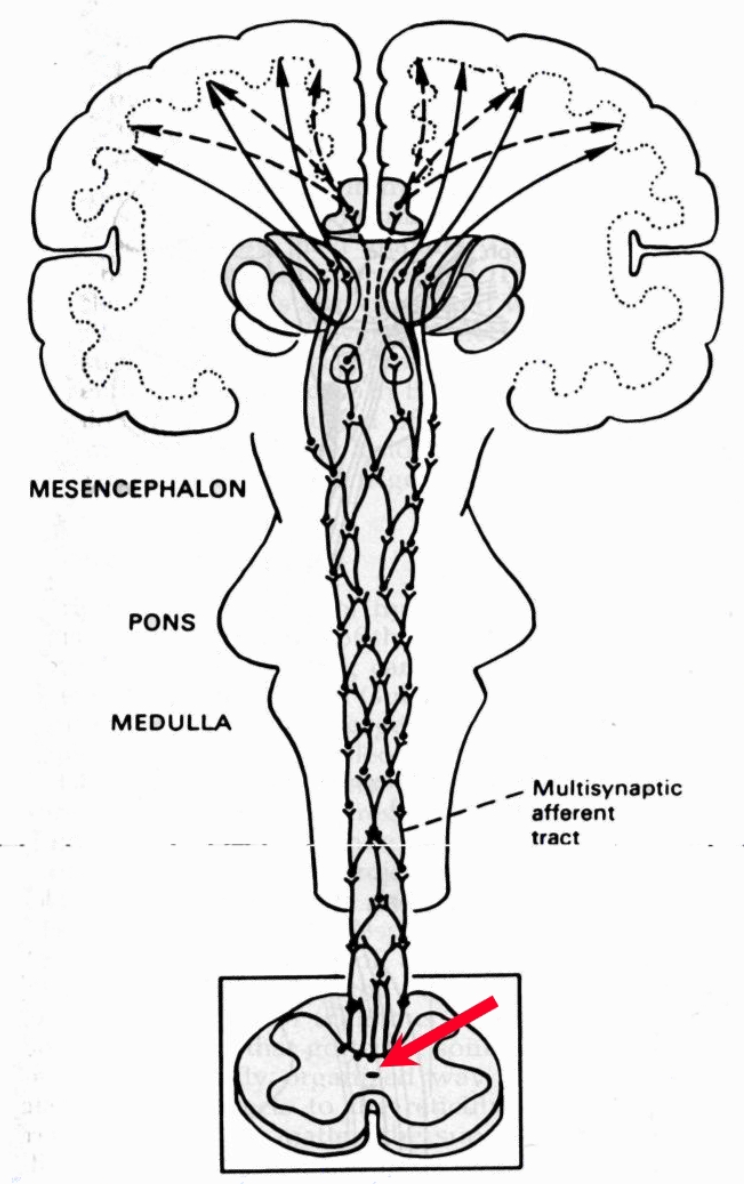 MESENCEPHALON
PONS
MEDULLA
Multisynaptic
afferent
tract